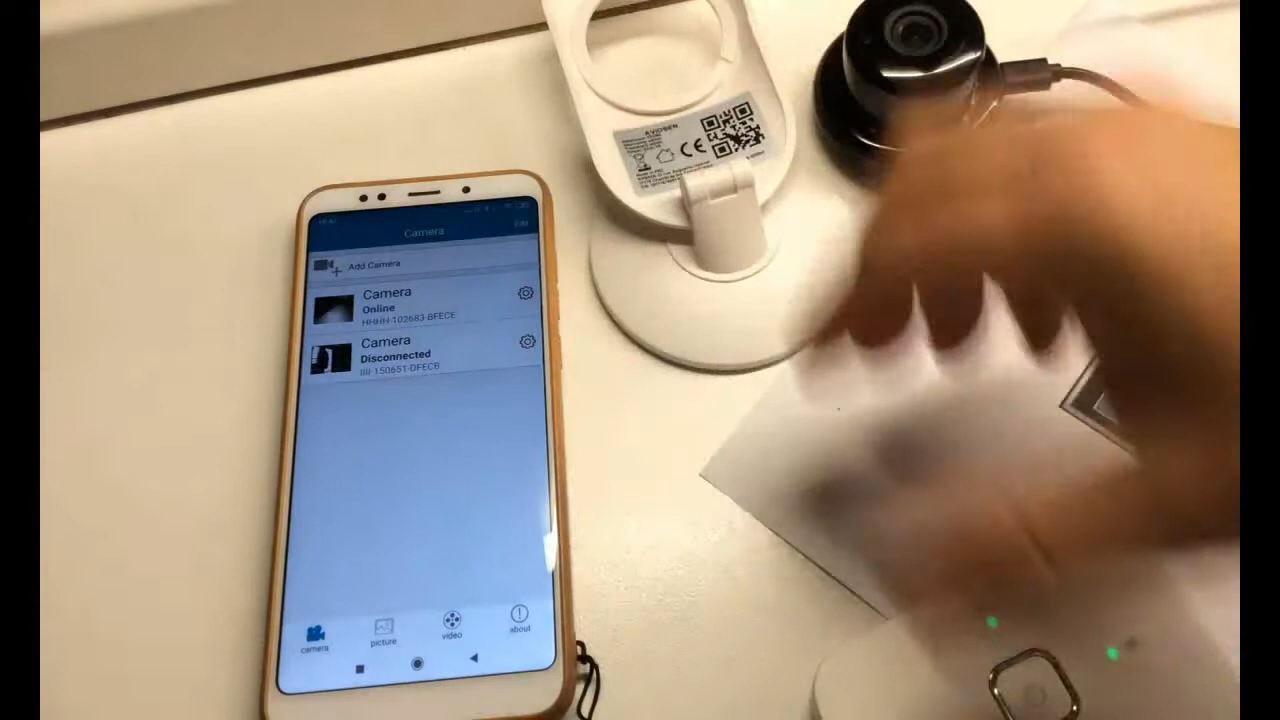 Camera
Edit
Add Camera
Camera
Online
HHHH-102683-BFECE
Camera
Disconnected
IIII-150651-DFECB
camera
picture
video
about
AVIDSEN
CE